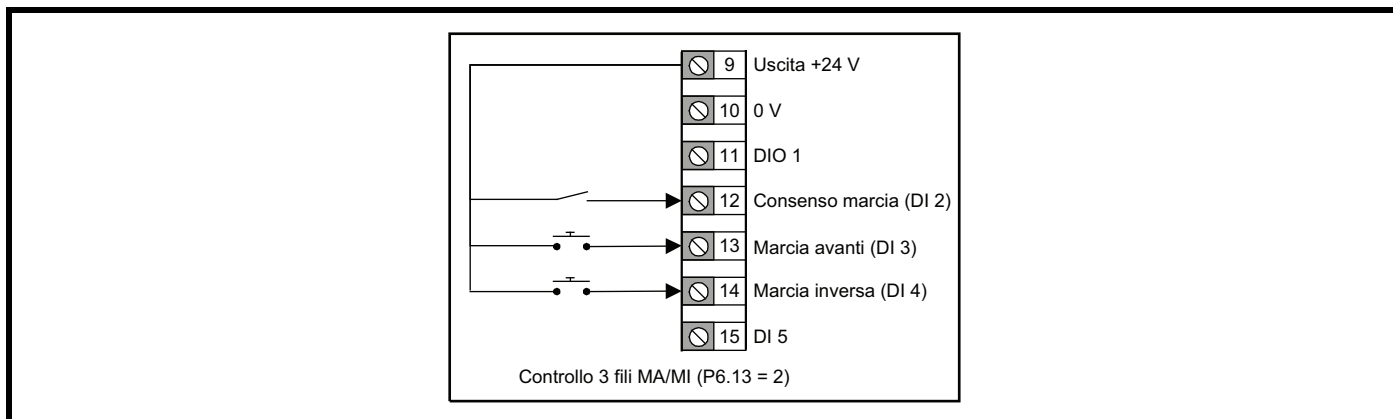 9 Uscita +24 V
10 0 V
11 DIO 1
12 Consenso marcia (DI 2)
13 Marcia avanti (DI 3)
14 Marcia inversa (DI 4)
15 DI 5
Controllo 3 fili MA/MI (P6.13 = 2)